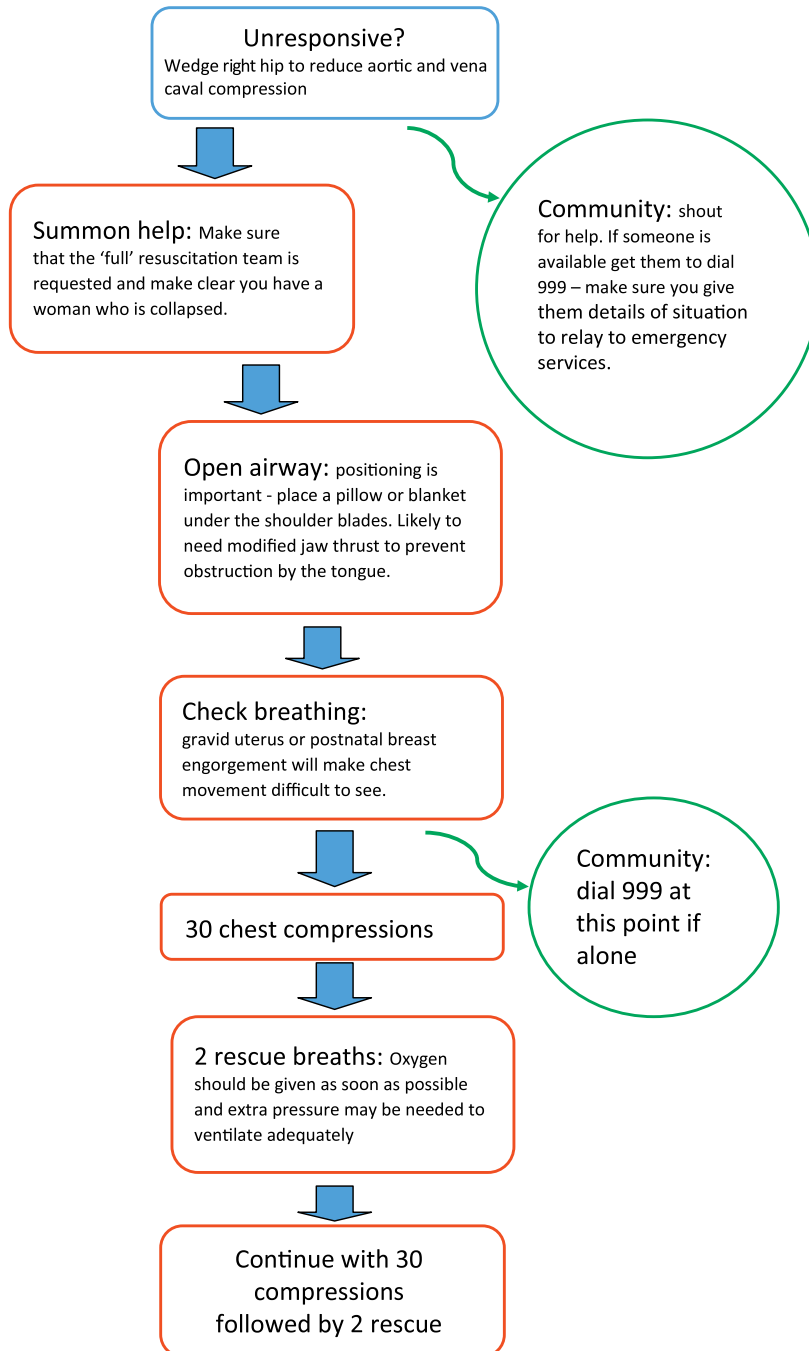 Unresponsive?
Wedge right hip to reduce aortic and vena
caval compression
Summon help: Make sure
that the ‘full’ resuscitation team is
requested and make clear you have a
woman who is collapsed.
Community: shout
for help. If someone is
available get them to dial
999 – make sure you give
them details of situation
to relay to emergency
services.
Open airway: positioning is
important - place a pillow or blanket
under the shoulder blades. Likely to
need modified jaw thrust to prevent
obstruction by the tongue.
Check breathing:
gravid uterus or postnatal breast
engorgement will make chest
movement difficult to see.
Community:
dial 999 at
this point if
alone
30 chest compressions
2 rescue breaths: Oxygen
should be given as soon as possible
and extra pressure may be needed to
ventilate adequately
Continue with 30
compressions
followed by 2 rescue